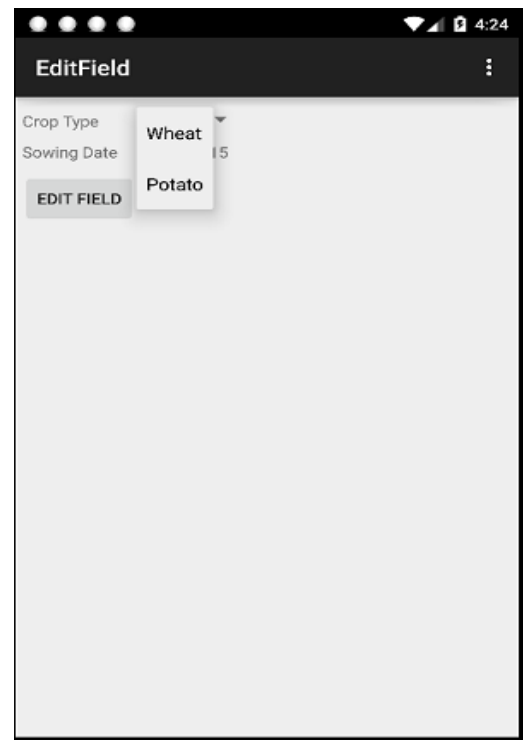 4:24
EditField
Crop Type
Wheat
Sowing Date
15
Potato
EDIT FIELD